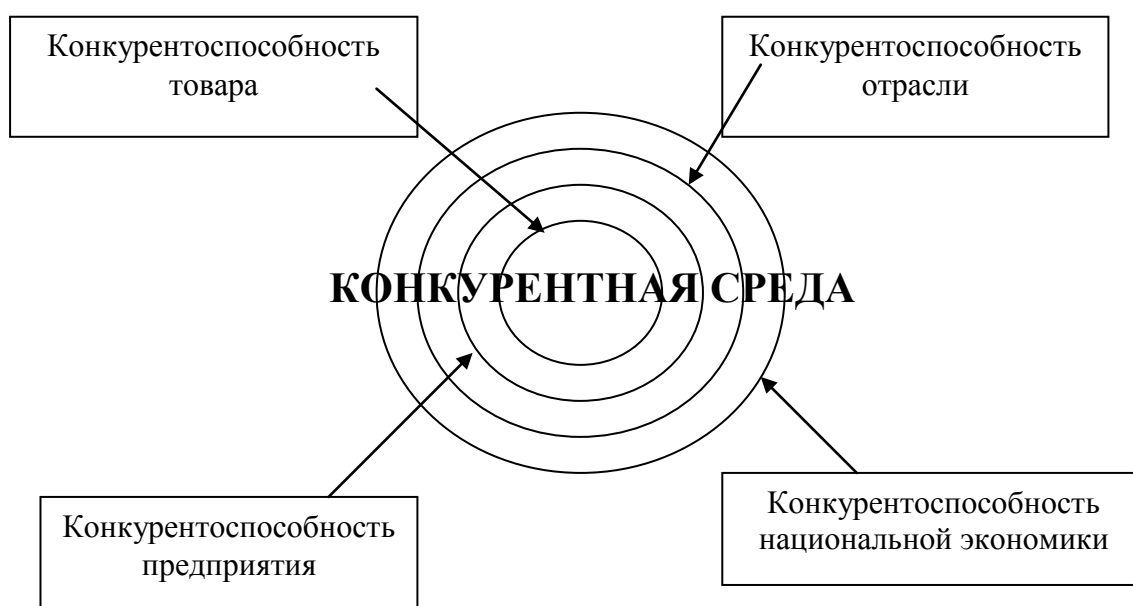 Конкурентоспособность
товара
Конкурентоспособность
отрасли
КОНКУРЕНТНАЯ СРЕДА
Конкурентоспособность
предприятия
Конкурентоспособность
национальной экономики